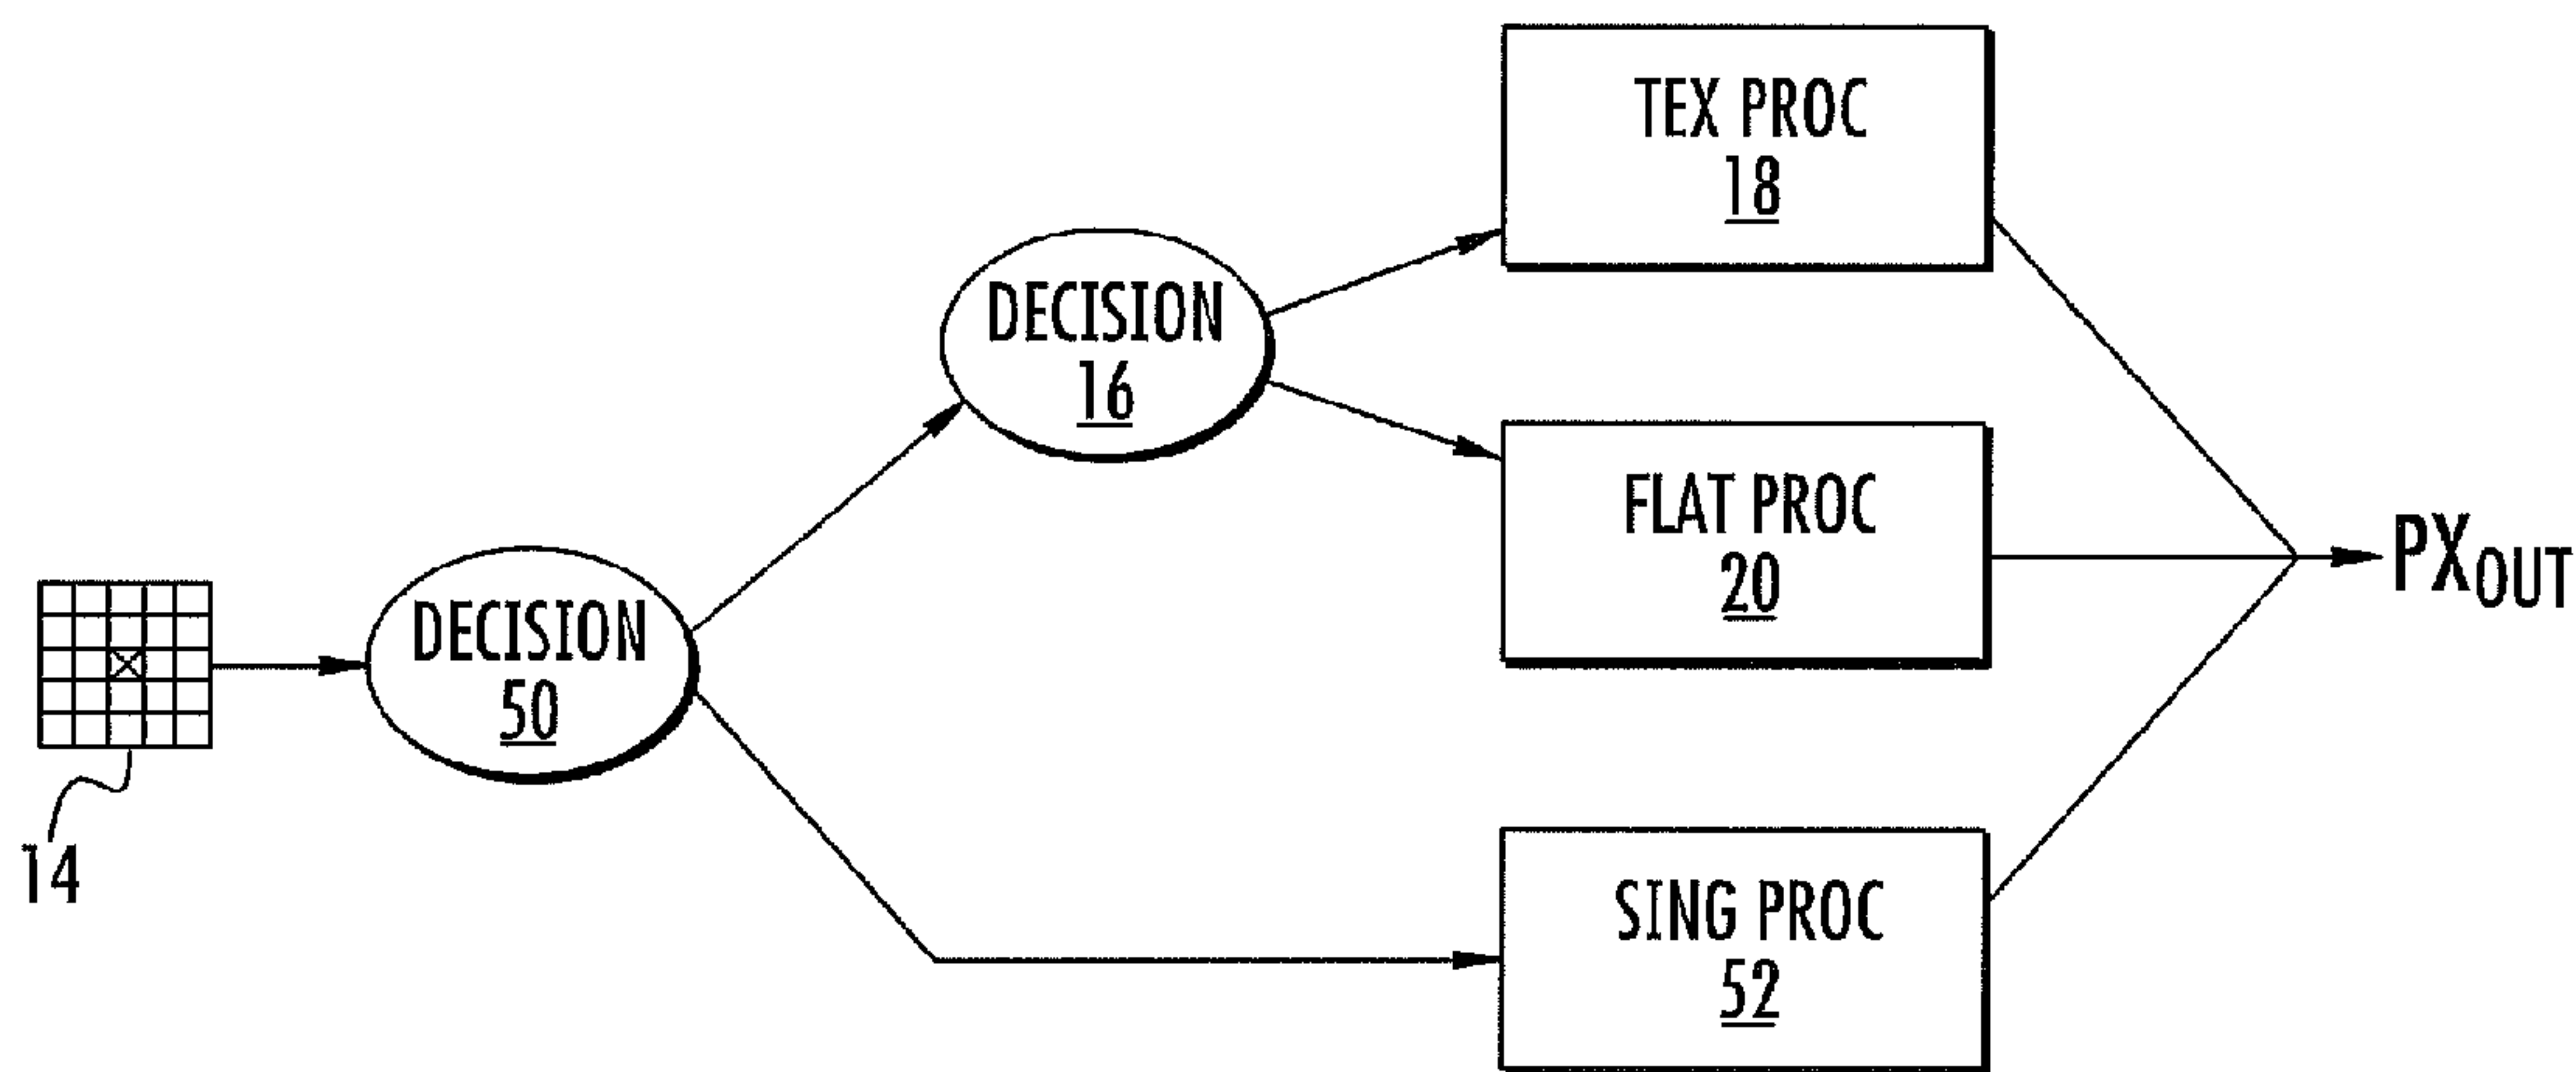 TEX PROC
18
DECISION
16
FLAT PROC
20
PXOUT
DECISION
50
14
SING PROC
52